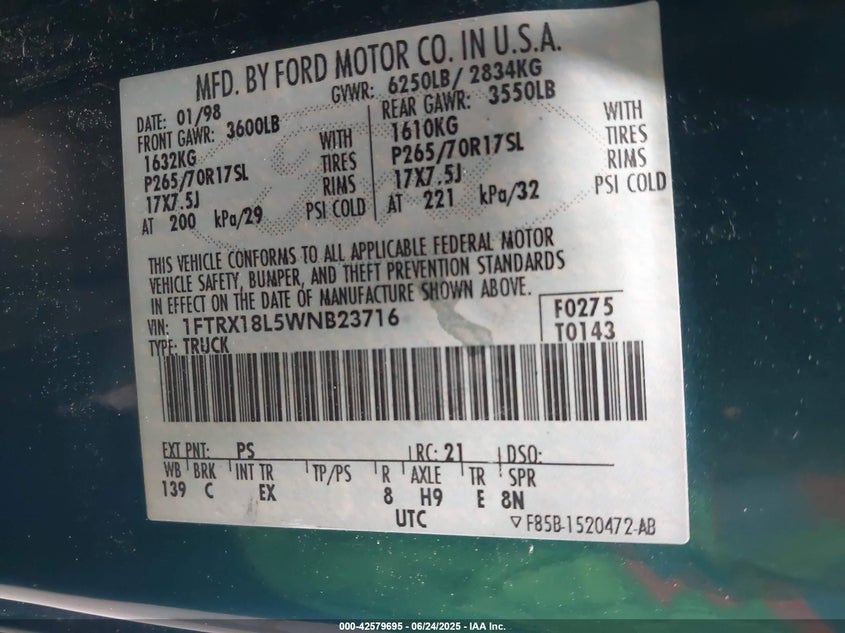 MFD. BY FORD MOTOR CO. IN U.S.A.
DATE: 01/98 GVWR: 6250LB/ 2834KG
FRONT GAWR: 3600LB REAR GAWR: 3550LB
1632KG WITH 1610KG WITH
P265/70R17SL TIRES P265/70R17SL TIRES
17X7.5J RIMS 17X7.5J RIMS
AT 200 kPa/29 PSI COLD AT 221 kPa/32 PSI COLD
THIS VEHICLE CONFORMS TO ALL APPLICABLE FEDERAL MOTOR
VEHICLE SAFETY, BUMPER, AND THEFT PREVENTION STANDARDS
IN EFFECT ON THE DATE OF MANUFACTURE SHOWN ABOVE.
VIN: 1FTRX18L5WNB23716 F0275
TYPE: TRUCK T0143
EXT PNT: PS RC: 21 DSO:
WB BRK INT TR TP/PS R AXLE TR SPR
139 C EX 8 H9 E 8N
UTC ▽F85B-1520472-AB
000-42579695 - 06/24/2025 - IAA Inc.